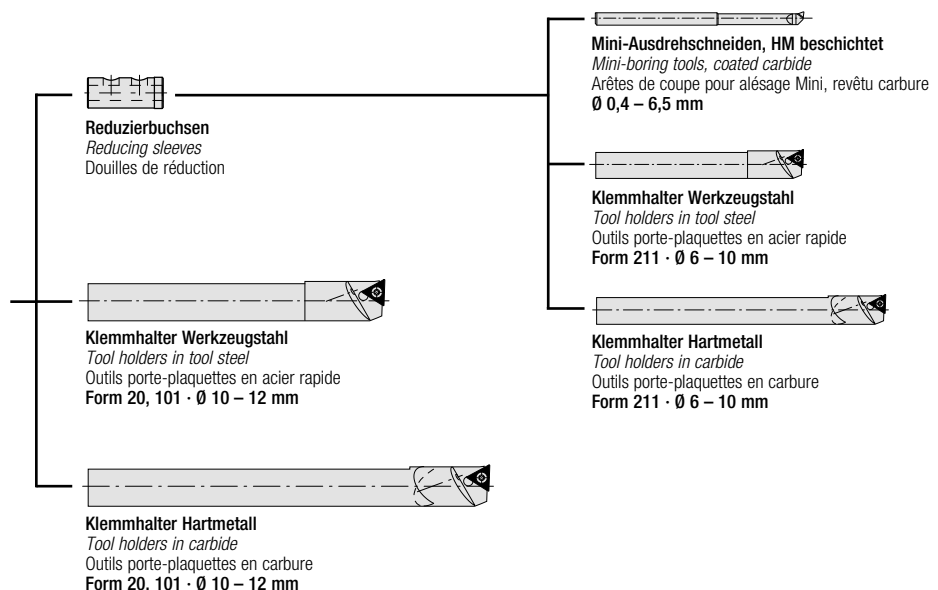 Reduzierbuchsen
Reducing sleeves
Douilles de réduction
Klemmhalter Werkzeugstahl
Tool holders in tool steel
Outils porte-plaquettes en acier rapide
Form 20, 101 · Ø 10 – 12 mm
Klemmhalter Hartmetall
Tool holders in carbide
Outils porte-plaquettes en carbure
Form 20, 101 · Ø 10 – 12 mm
Mini-Ausdrehschneiden, HM beschichtet
Mini-boring tools, coated carbide
Arêtes de coupe pour alésage Mini, revêtu carbure
Ø 0,4 – 6,5 mm
Klemmhalter Werkzeugstahl
Tool holders in tool steel
Outils porte-plaquettes en acier rapide
Form 211 · Ø 6 – 10 mm
Klemmhalter Hartmetall
Tool holders in carbide
Outils porte-plaquettes en carbure
Form 211 · Ø 6 – 10 mm